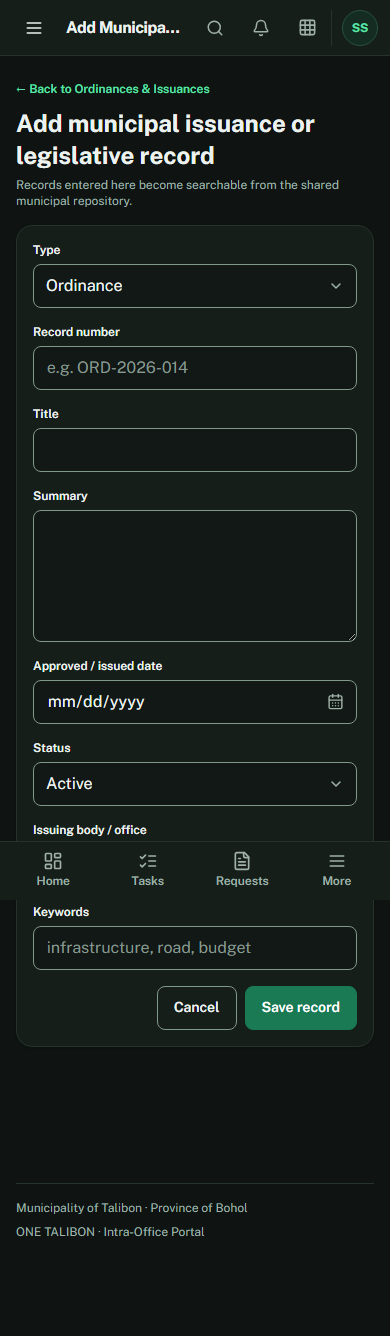 Add Municipa...
SS
← Back to Ordinances & Issuances
Add municipal issuance or
legislative record
Records entered here become searchable from the shared
municipal repository.
Type
Ordinance
Record number
e.g. ORD-2026-014
Title
Summary
Approved / issued date
mm/dd/yyyy
Status
Active
Issuing body / office
Home
Tasks
Requests
More
Keywords
infrastructure, road, budget
Cancel
Save record
Municipality of Talibon · Province of Bohol
ONE TALIBON · Intra-Office Portal